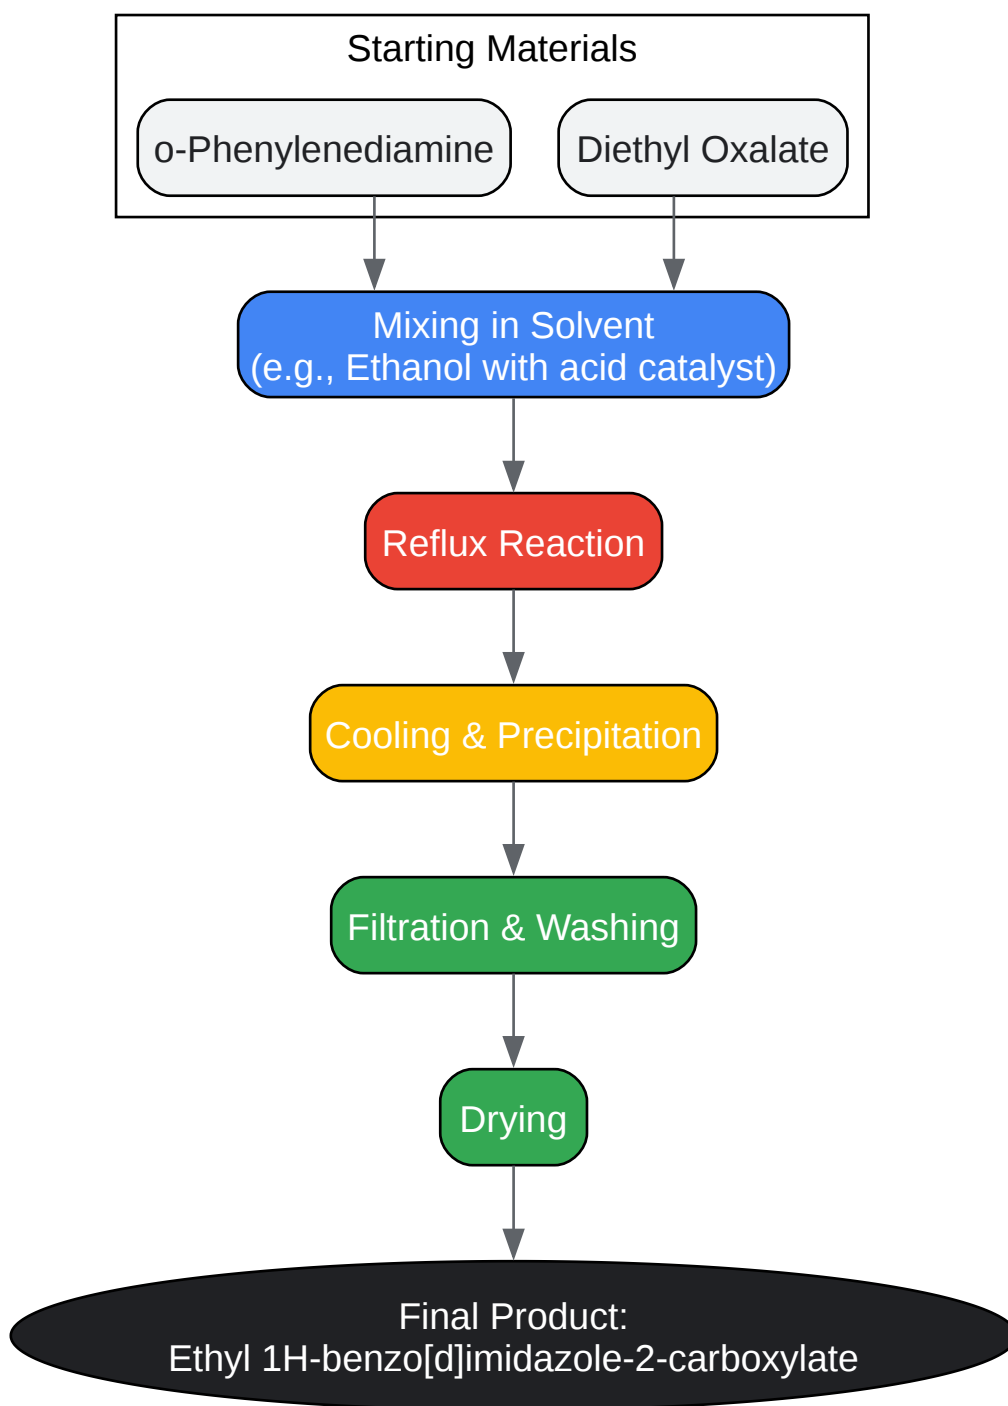 Starting Materials
o-Phenylenediamine
Diethyl Oxalate
Mixing in Solvent
(e.g., Ethanol with acid catalyst)
Reflux Reaction
Cooling & Precipitation
Filtration & Washing
Drying
Final Product:
Ethyl 1H-benzo[d]imidazole-2-carboxylate